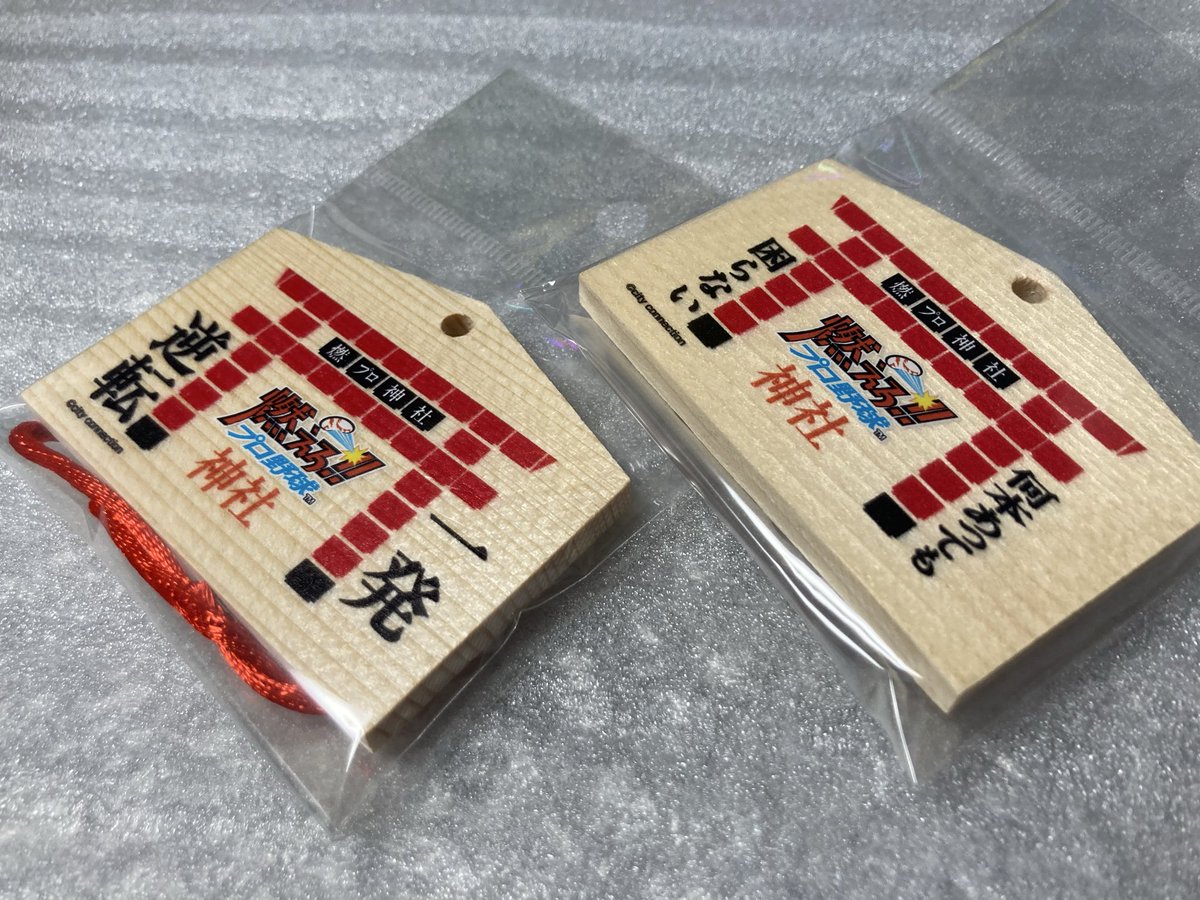 燃プロ神社
燃えろ!!
プロ野球
TM
神社
一発
逆転
©city connection
燃プロ神社
燃えろ!!
プロ野球
TM
神社
何本あっても
困らない
©city connection